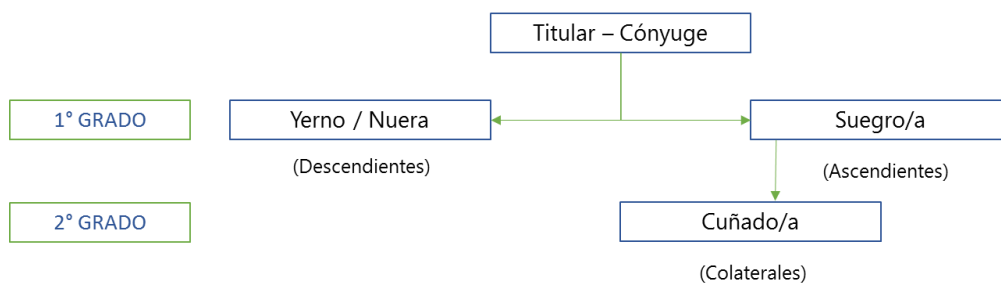 Titular – Cónyuge
1° GRADO
Yerno / Nuera
Suegro/a
(Descendientes)
(Ascendientes)
2° GRADO
Cuñado/a
(Colaterales)